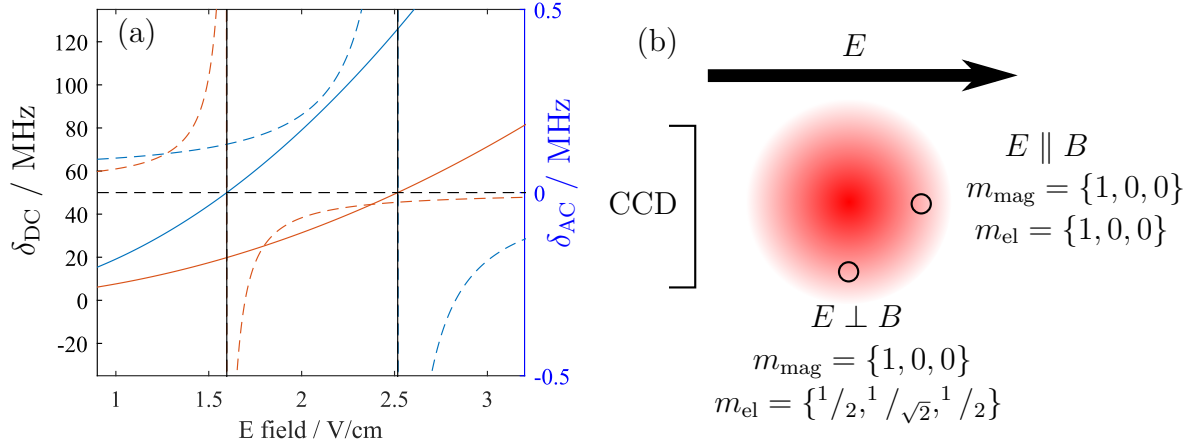 (a)
δ_DC / MHz
120
100
80
60
40
20
0
-20
1
1.5
2
2.5
3
E field / V/cm
0.5
0
-0.5
δ_AC / MHz
(b)
E
CCD
E ∥ B
m_mag = {1, 0, 0}
m_el = {1, 0, 0}
E ⊥ B
m_mag = {1, 0, 0}
m_el = {1/2, 1/√2, 1/2}